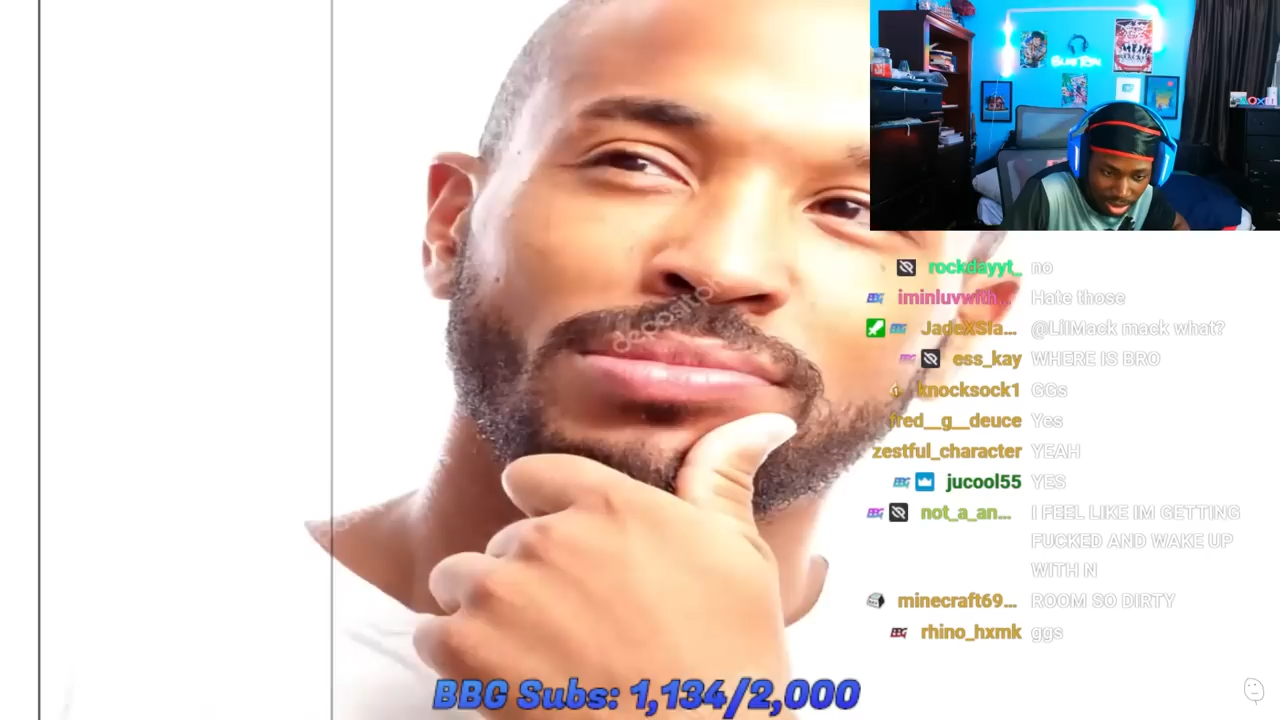 rockdayyt_ no
iminluvwith... Hate those
JadeXSla... @LilMack mack what?
ess_kay WHERE IS BRO
knocksock1 GGs
fred__g__deuce Yes
zestful_character YEAH
jucool55 YES
not_a_an... I FEEL LIKE IM GETTING
FUCKED AND WAKE UP
WITH N
minecraft69... ROOM SO DIRTY
rhino_hxmk ggs
BBG Subs: 1,134/2,000